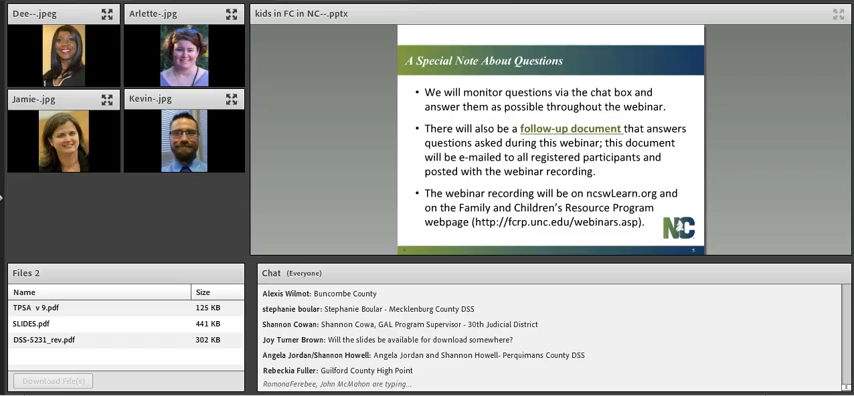 Dee--.jpeg
Arlette-.jpg
kids in FC in NC--.pptx
Jamie-.jpg
Kevin-.jpg
A Special Note About Questions
• We will monitor questions via the chat box and
answer them as possible throughout the webinar.
• There will also be a follow-up document that answers
questions asked during this webinar; this document
will be e-mailed to all registered participants and
posted with the webinar recording.
• The webinar recording will be on ncswLearn.org and
on the Family and Children's Resource Program
webpage (http://fcrp.unc.edu/webinars.asp).
NC
5
Files 2
Name Size
TPSA v 9.pdf 125 KB
SLIDES.pdf 441 KB
DSS-5231_rev.pdf 302 KB
Download File(s)
Chat (Everyone)
Alexis Wilmot: Buncombe County
stephanie boular: Stephanie Boular - Mecklenburg County DSS
Shannon Cowan: Shannon Cowa, GAL Program Supervisor - 30th Judicial District
Joy Turner Brown: Will the slides be available for download somewhere?
Angela Jordan/Shannon Howell: Angela Jordan and Shannon Howell- Perquimans County DSS
Rebeckia Fuller: Guilford County High Point
RomonaFerebee, John McMahon are typing...